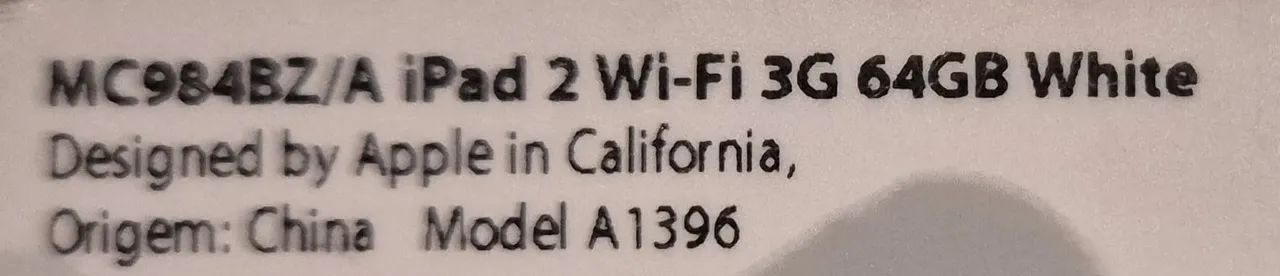 MC984BZ/A iPad 2 Wi-Fi 3G 64GB White
Designed by Apple in California,
Origem: China Model A1396